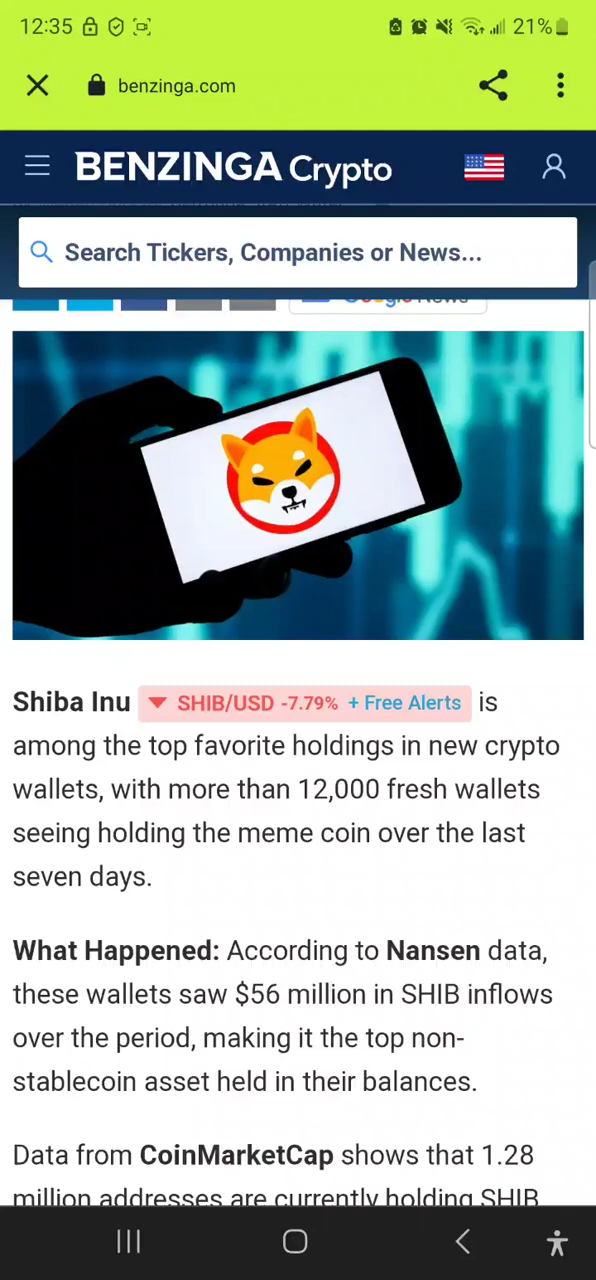 12:35 21%
benzinga.com
BENZINGA Crypto
Search Tickers, Companies or News...
Google News
Shiba Inu SHIB/USD -7.79% + Free Alerts is
among the top favorite holdings in new crypto
wallets, with more than 12,000 fresh wallets
seeing holding the meme coin over the last
seven days.
What Happened: According to Nansen data,
these wallets saw $56 million in SHIB inflows
over the period, making it the top non-
stablecoin asset held in their balances.
Data from CoinMarketCap shows that 1.28
million addresses are currently holding SHIB